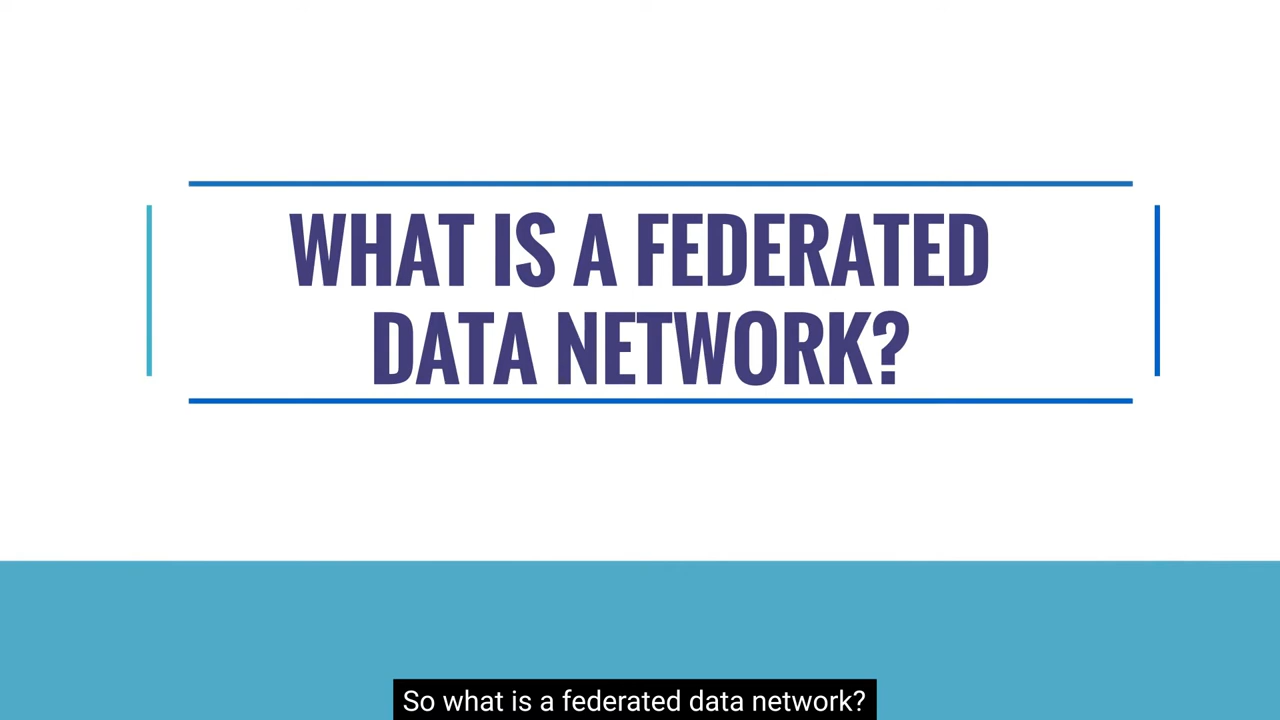 WHAT IS A FEDERATED
DATA NETWORK?
So what is a federated data network?